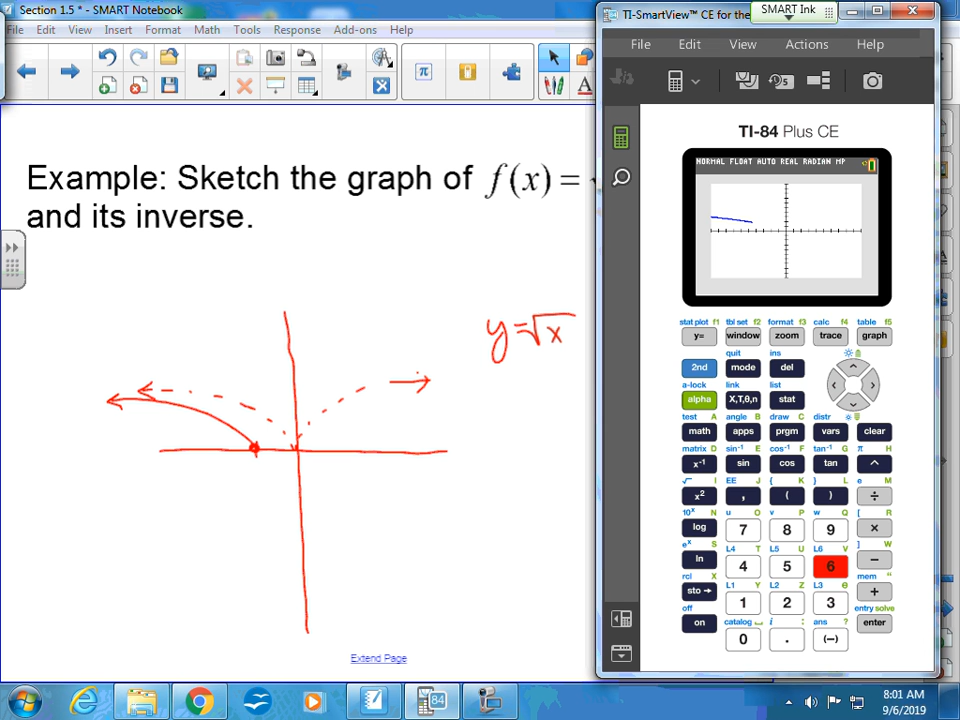 Section 1.5 * - SMART Notebook
File Edit View Insert Format Math Tools Response Add-ons Help
Example: Sketch the graph of f(x) = √
and its inverse.
y=√x
Extend Page
TI-SmartView™ CE for the
SMART Ink
File Edit View Actions Help
TI-84 Plus CE
NORMAL FLOAT AUTO REAL RADIAN MP
stat plot f1 tbl set f2 format f3 calc f4 table f5
y= window zoom trace graph
quit ins
2nd mode del
a-lock link list
alpha X,T,θ,n stat
test A angle B draw C distr
math apps prgm vars clear
matrix D sin⁻¹ E cos⁻¹ F tan⁻¹ G π H
x⁻¹ sin cos tan ^
√ I EE J { K } L e M
x² , ( ) ÷
10ˣ N u O v P w Q [ R
log 7 8 9 ×
eˣ S L4 T L5 U L6 V ] W
ln 4 5 6 −
rcl X L1 Y L2 Z L3 θ mem "
sto → 1 2 3 +
off catalog ␣ i : ans ? entry solve
on 0 . (−) enter
84
8:01 AM
9/6/2019